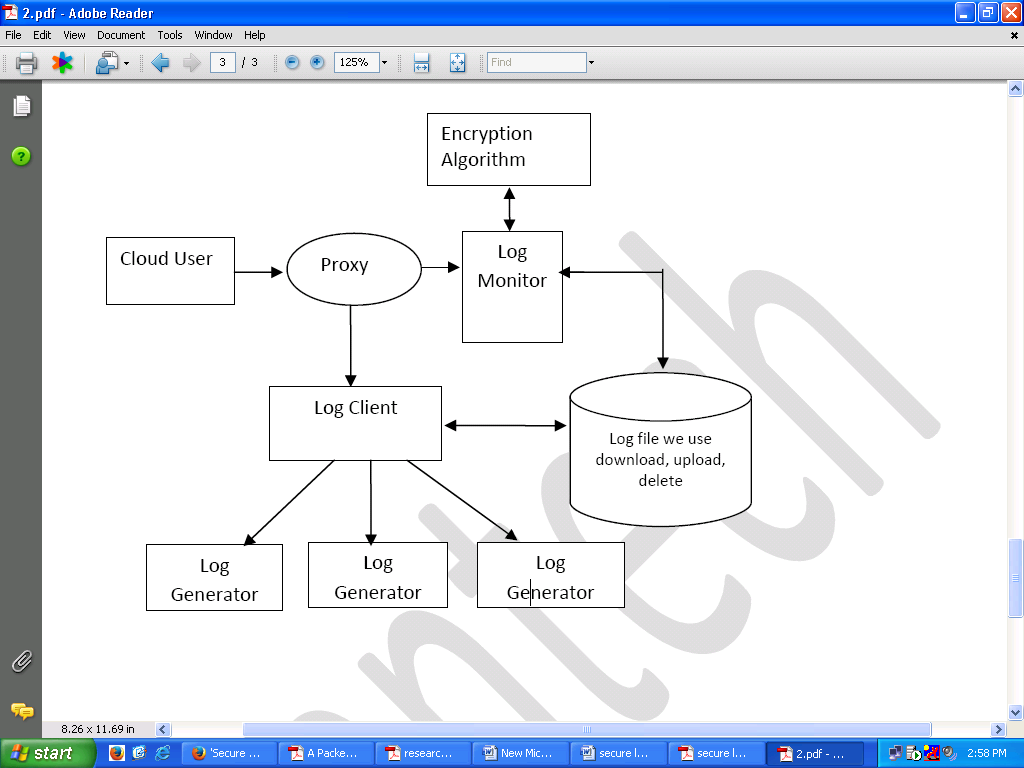 2.pdf - Adobe Reader
File Edit View Document Tools Window Help
3 / 3 125% Find
Encryption
Algorithm
Cloud User
Proxy
Log
Monitor
Log Client
Log file we use
download, upload,
delete
Log
Generator
Log
Generator
Log
Generator
ntech
8.26 x 11.69 in
start 'Secure ... A Packe... researc... New Mic... secure l... secure l... 2.pdf - ... 2:58 PM